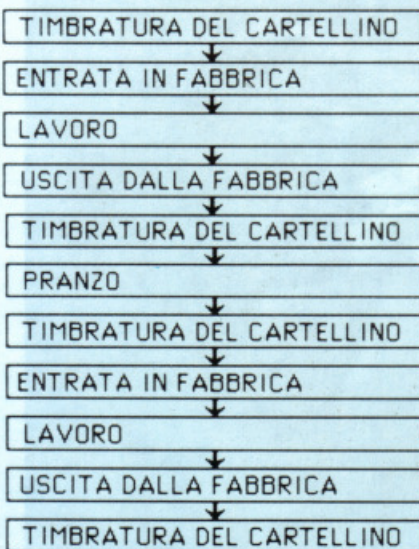 TIMBRATURA DEL CARTELLINO
ENTRATA IN FABBRICA
LAVORO
USCITA DALLA FABBRICA
TIMBRATURA DEL CARTELLINO
PRANZO
TIMBRATURA DEL CARTELLINO
ENTRATA IN FABBRICA
LAVORO
USCITA DALLA FABBRICA
TIMBRATURA DEL CARTELLINO